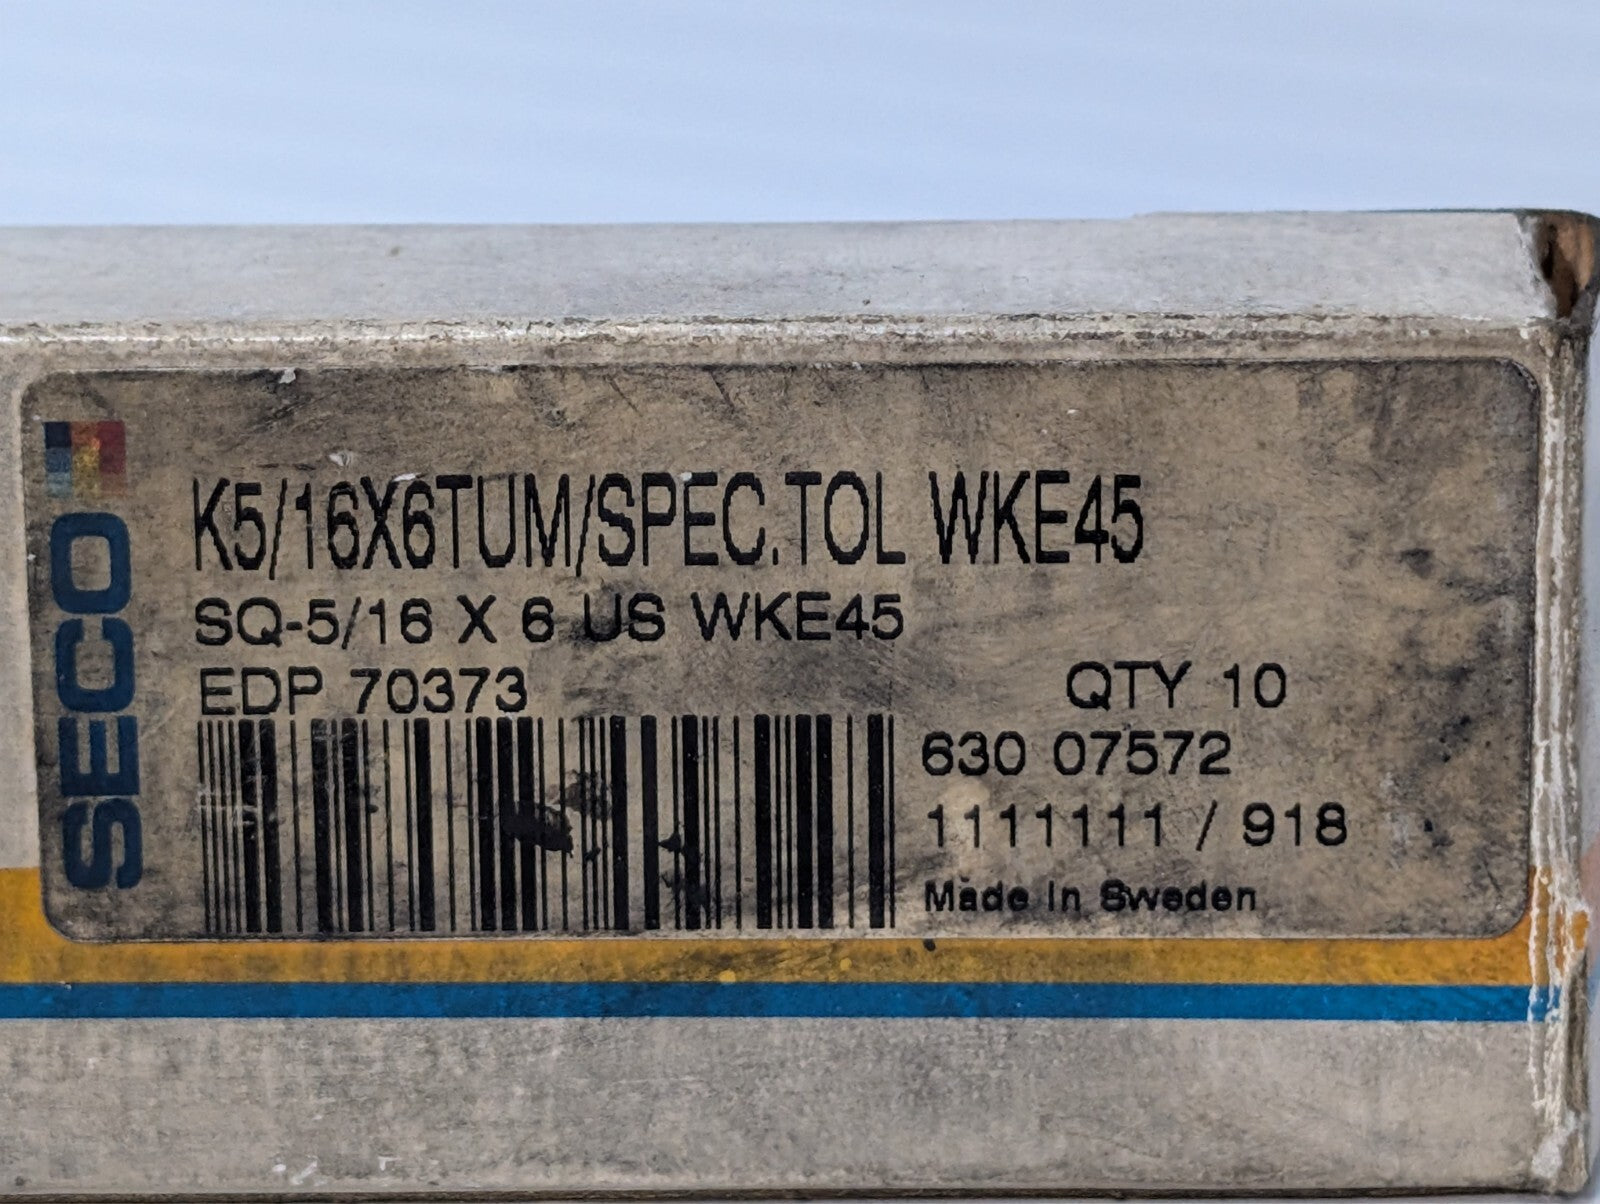 SECO
K5/16X6TUM/SPEC.TOL WKE45
SQ-5/16 X 6 US WKE45
EDP 70373
QTY 10
630 07572
1111111 / 918
Made In Sweden